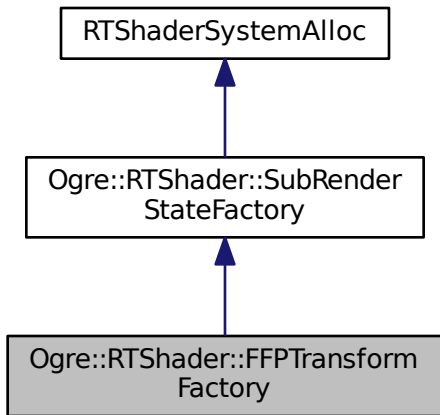 RTShaderSystemAlloc
Ogre::RTShader::SubRender
StateFactory
Ogre::RTShader::FFPTransform
Factory